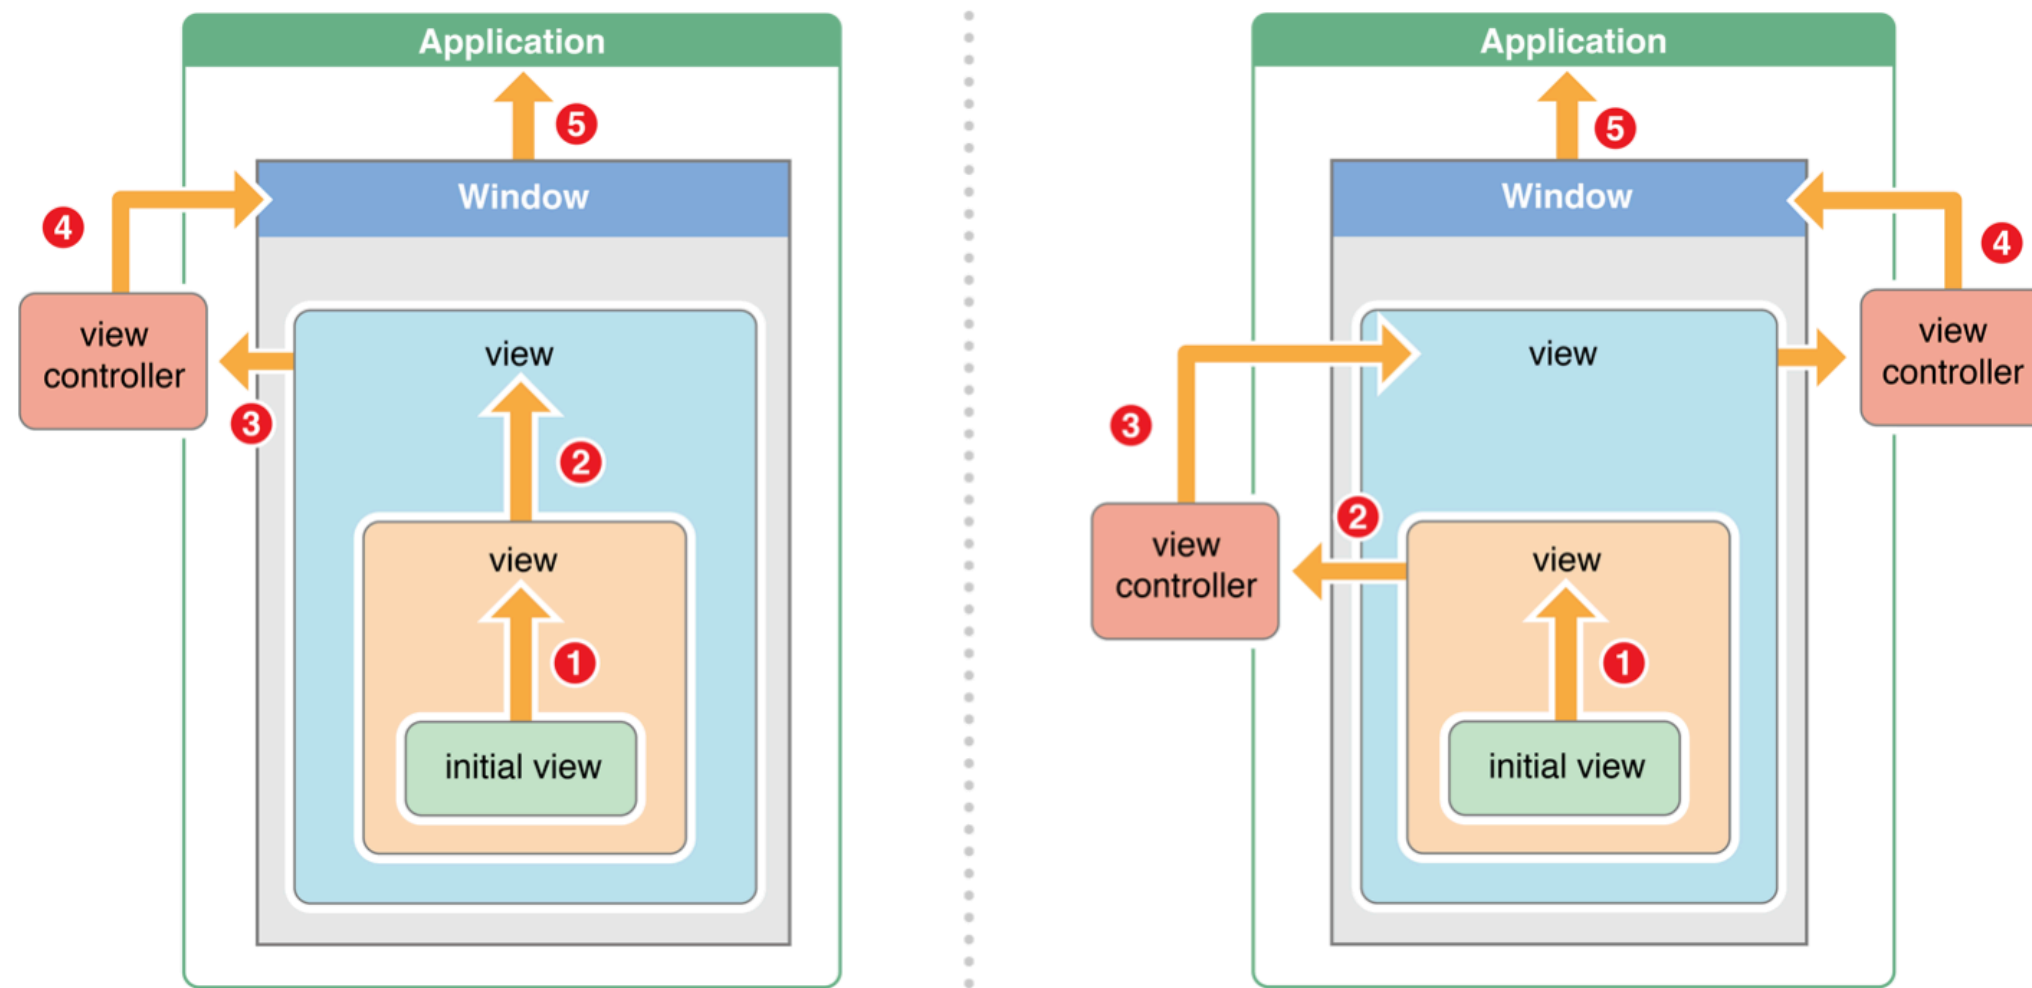 Application
5
Window
4
view
controller
view
3
2
view
1
initial view
Application
5
Window
4
view
controller
view
3
2
view
controller
view
1
initial view